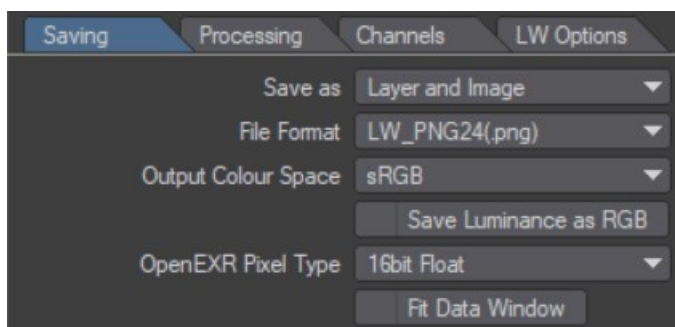 Saving Processing Channels LW Options
Save as Layer and Image
File Format LW_PNG24(.png)
Output Colour Space sRGB
Save Luminance as RGB
OpenEXR Pixel Type 16bit Float
Fit Data Window